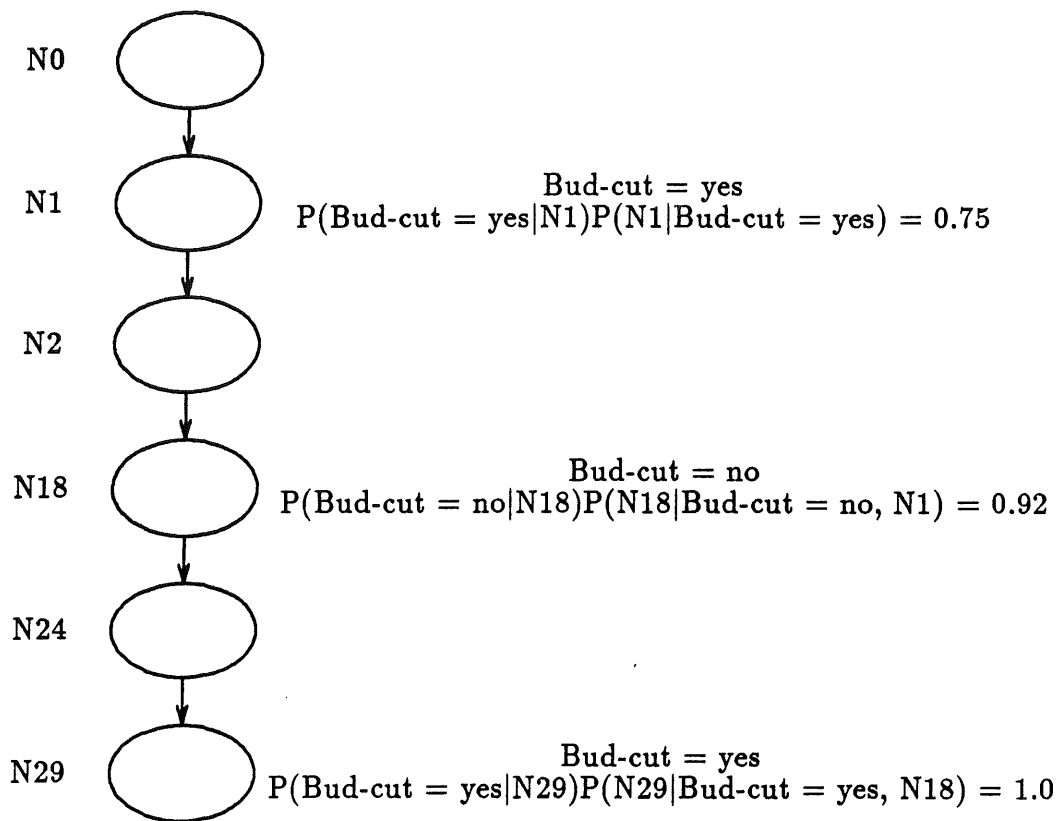 N0
N1
Bud-cut = yes
P(Bud-cut = yes|N1)P(N1|Bud-cut = yes) = 0.75
N2
N18
Bud-cut = no
P(Bud-cut = no|N18)P(N18|Bud-cut = no, N1) = 0.92
N24
N29
Bud-cut = yes
P(Bud-cut = yes|N29)P(N29|Bud-cut = yes, N18) = 1.0